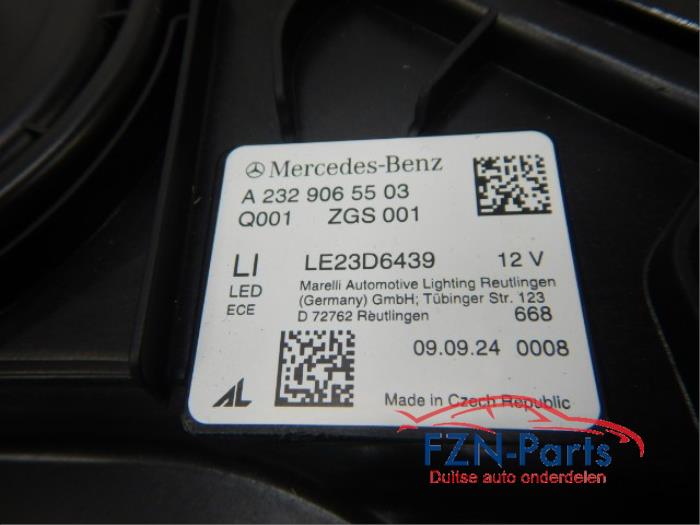 Mercedes-Benz
A 232 906 55 03
Q001 ZGS 001
LI LE23D6439 12 V
LED Marelli Automotive Lighting Reutlingen
ECE (Germany) GmbH; Tübinger Str. 123
D 72762 Reutlingen 668
09.09.24 0008
AL Made in Czech Republic
FZN-Parts
Duitse auto onderdelen